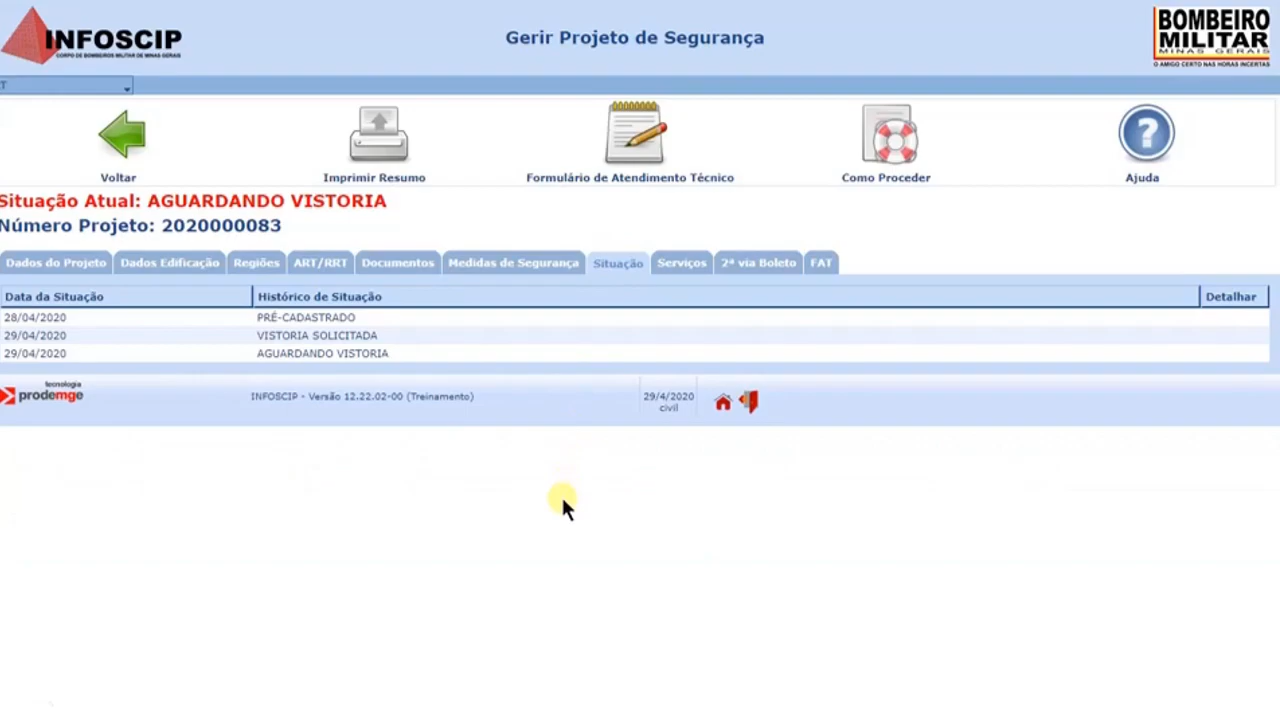 INFOSCIP
CORPO DE BOMBEIROS MILITAR DE MINAS GERAIS
Gerir Projeto de Segurança
BOMBEIRO
MILITAR
MINAS GERAIS
O AMIGO CERTO NAS HORAS INCERTAS
T
Voltar
Imprimir Resumo
Formulário de Atendimento Técnico
Como Proceder
Ajuda
Situação Atual: AGUARDANDO VISTORIA
Número Projeto: 2020000083
Dados do Projeto Dados Edificação Regiões ART/RRT Documentos Medidas de Segurança Situação Serviços 2ª via Boleto FAT
Data da Situação Histórico de Situação Detalhar
28/04/2020 PRÉ-CADASTRADO
29/04/2020 VISTORIA SOLICITADA
29/04/2020 AGUARDANDO VISTORIA
tecnologia
prodemge
INFOSCIP - Versão 12.22.02-00 (Treinamento)
29/4/2020
civil